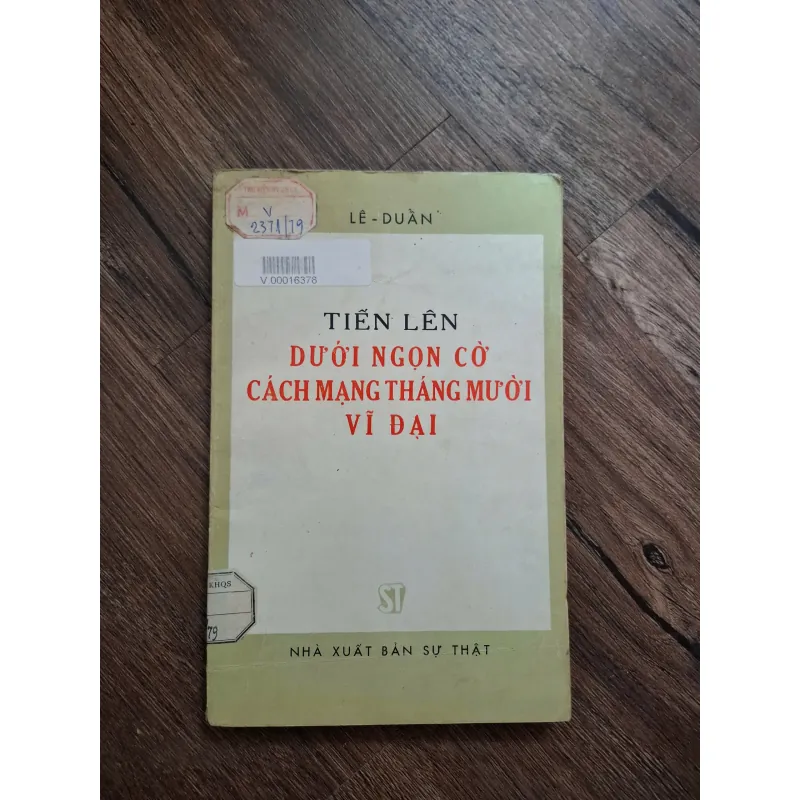 M V
2371/79
LÊ-DUẨN
V.00016378
TIẾN LÊN
DƯỚI NGỌN CỜ
CÁCH MẠNG THÁNG MƯỜI
VĨ ĐẠI
KHQS
79
ST
NHÀ XUẤT BẢN SỰ THẬT